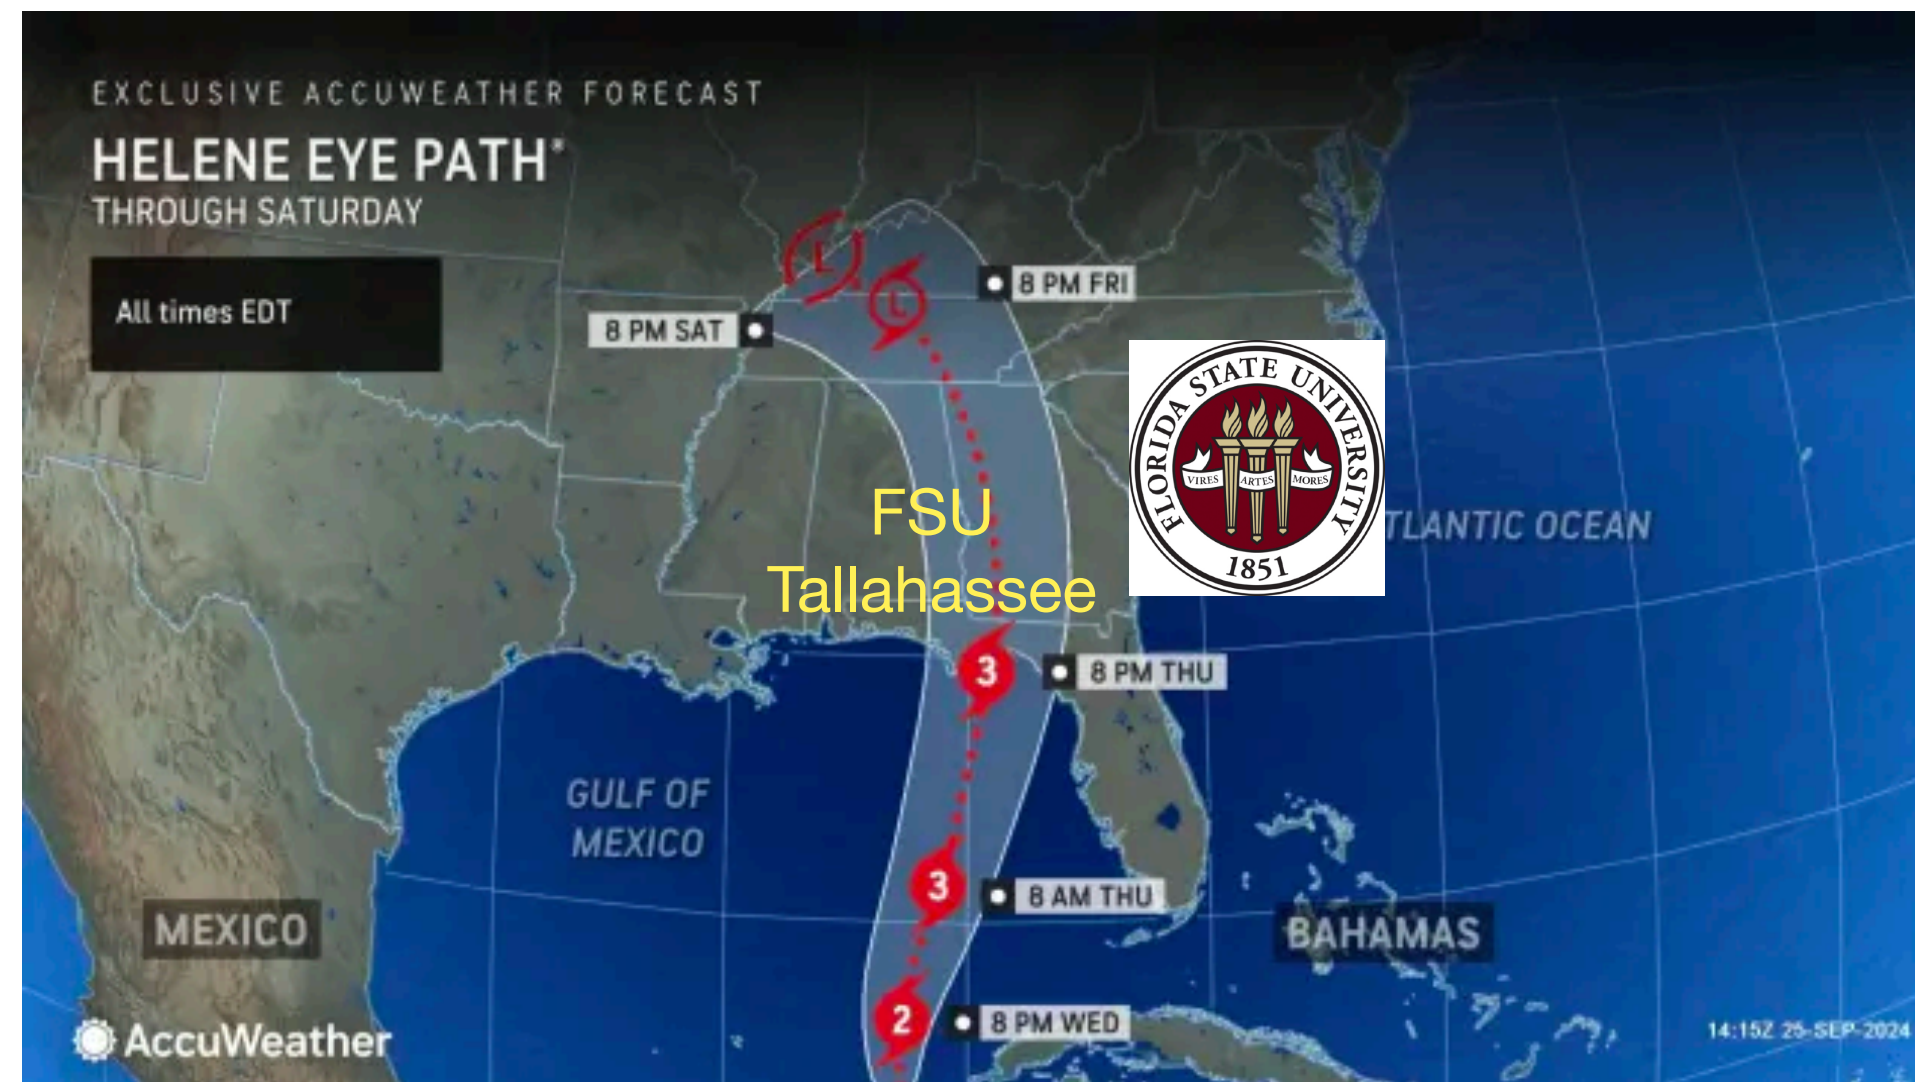 EXCLUSIVE ACCUWEATHER FORECAST
HELENE EYE PATH®
THROUGH SATURDAY
All times EDT
L
L
8 PM FRI
8 PM SAT
FLORIDA STATE UNIVERSITY
VIRES ARTES MORES
1851
FSU
Tallahassee
TLANTIC OCEAN
3
8 PM THU
GULF OF
MEXICO
3
8 AM THU
MEXICO
BAHAMAS
2
8 PM WED
AccuWeather
14:15Z 25-SEP-2024